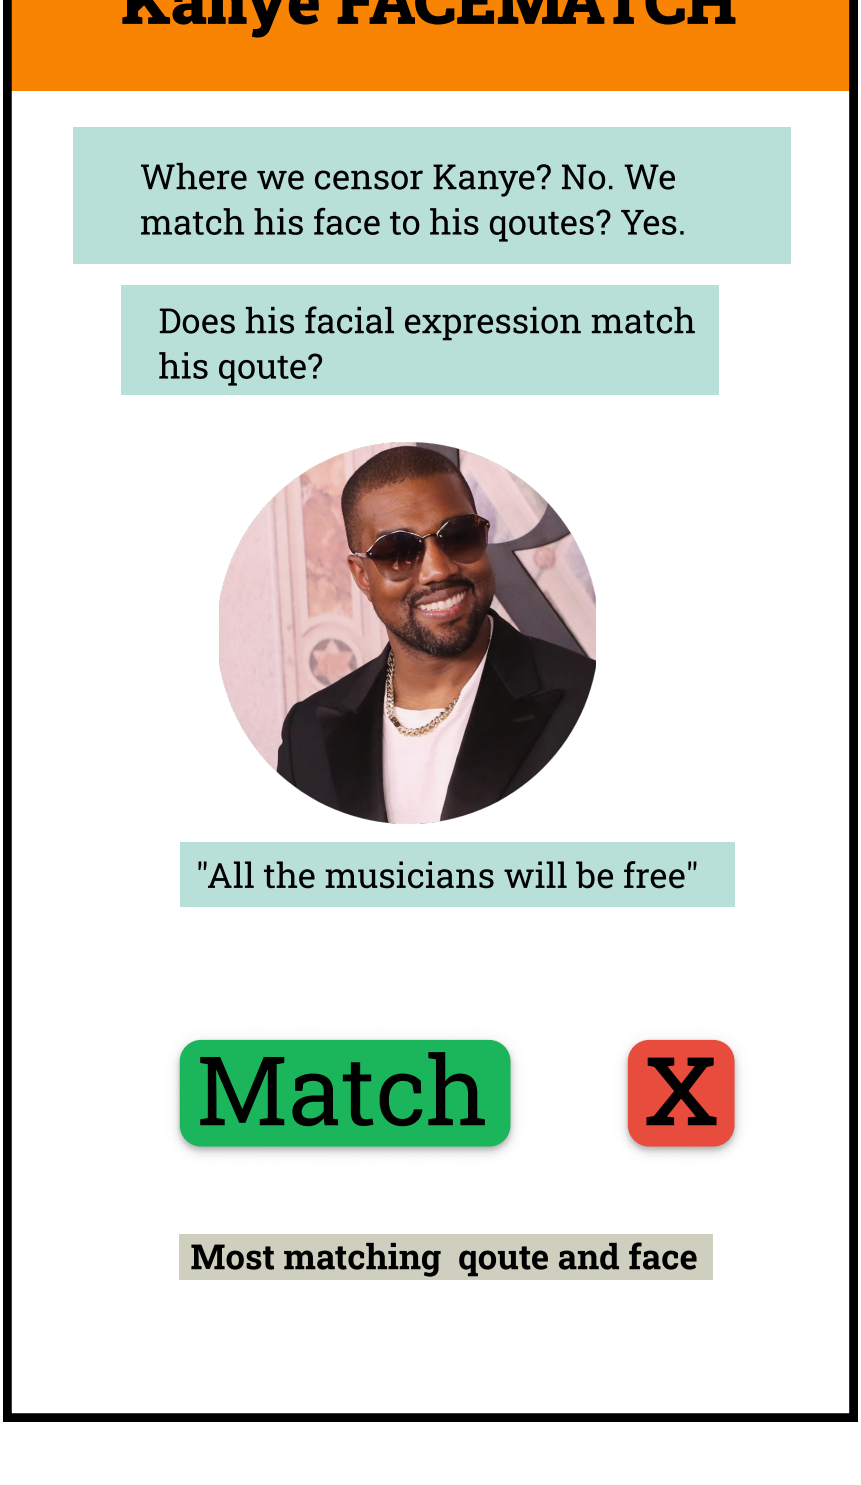 Kanye FACEMATCH
Where we censor Kanye? No. We
match his face to his qoutes? Yes.
Does his facial expression match
his qoute?
"All the musicians will be free"
Match
X
Most matching  qoute and face